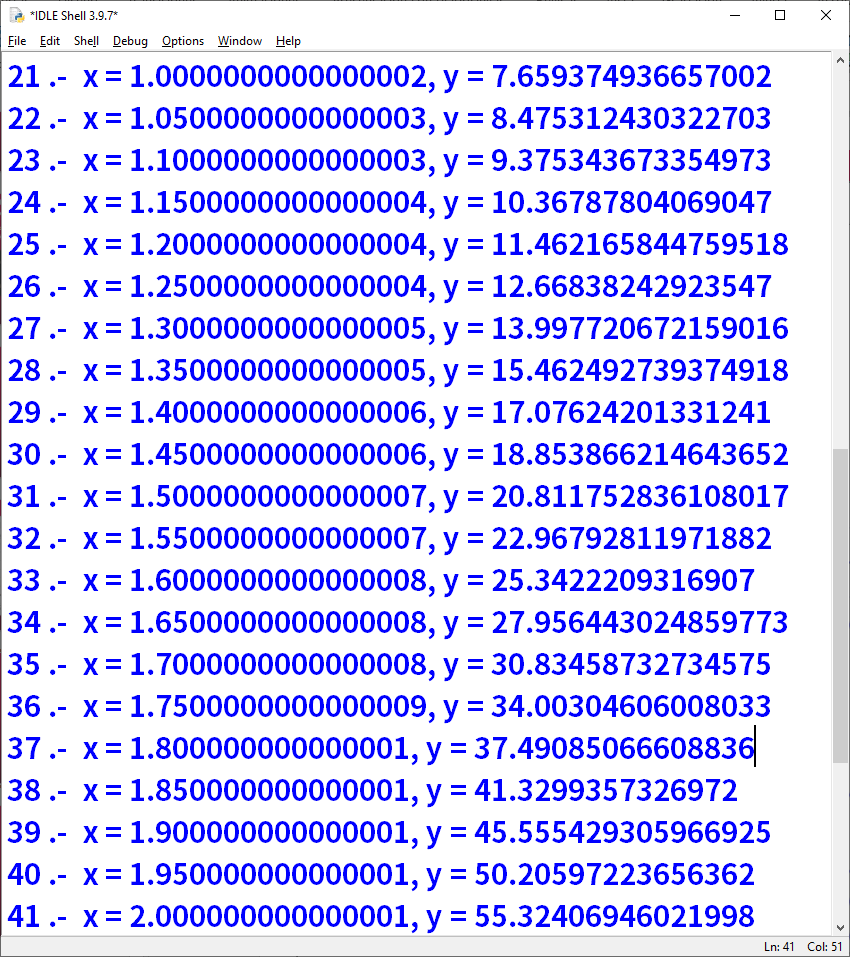 *IDLE Shell 3.9.7*
File Edit Shell Debug Options Window Help
21 .- x = 1.0000000000000002, y = 7.659374936657002
22 .- x = 1.0500000000000003, y = 8.475312430322703
23 .- x = 1.1000000000000003, y = 9.375343673354973
24 .- x = 1.1500000000000004, y = 10.36787804069047
25 .- x = 1.2000000000000004, y = 11.462165844759518
26 .- x = 1.2500000000000004, y = 12.66838242923547
27 .- x = 1.3000000000000005, y = 13.997720672159016
28 .- x = 1.3500000000000005, y = 15.462492739374918
29 .- x = 1.4000000000000006, y = 17.07624201331241
30 .- x = 1.4500000000000006, y = 18.853866214643652
31 .- x = 1.5000000000000007, y = 20.811752836108017
32 .- x = 1.5500000000000007, y = 22.96792811971882
33 .- x = 1.6000000000000008, y = 25.3422209316907
34 .- x = 1.6500000000000008, y = 27.956443024859773
35 .- x = 1.7000000000000008, y = 30.83458732734575
36 .- x = 1.7500000000000009, y = 34.00304606008033
37 .- x = 1.800000000000001, y = 37.49085066608836
38 .- x = 1.850000000000001, y = 41.3299357326972
39 .- x = 1.900000000000001, y = 45.555429305966925
40 .- x = 1.950000000000001, y = 50.20597223656362
41 .- x = 2.000000000000001, y = 55.32406946021998
Ln: 41 Col: 51